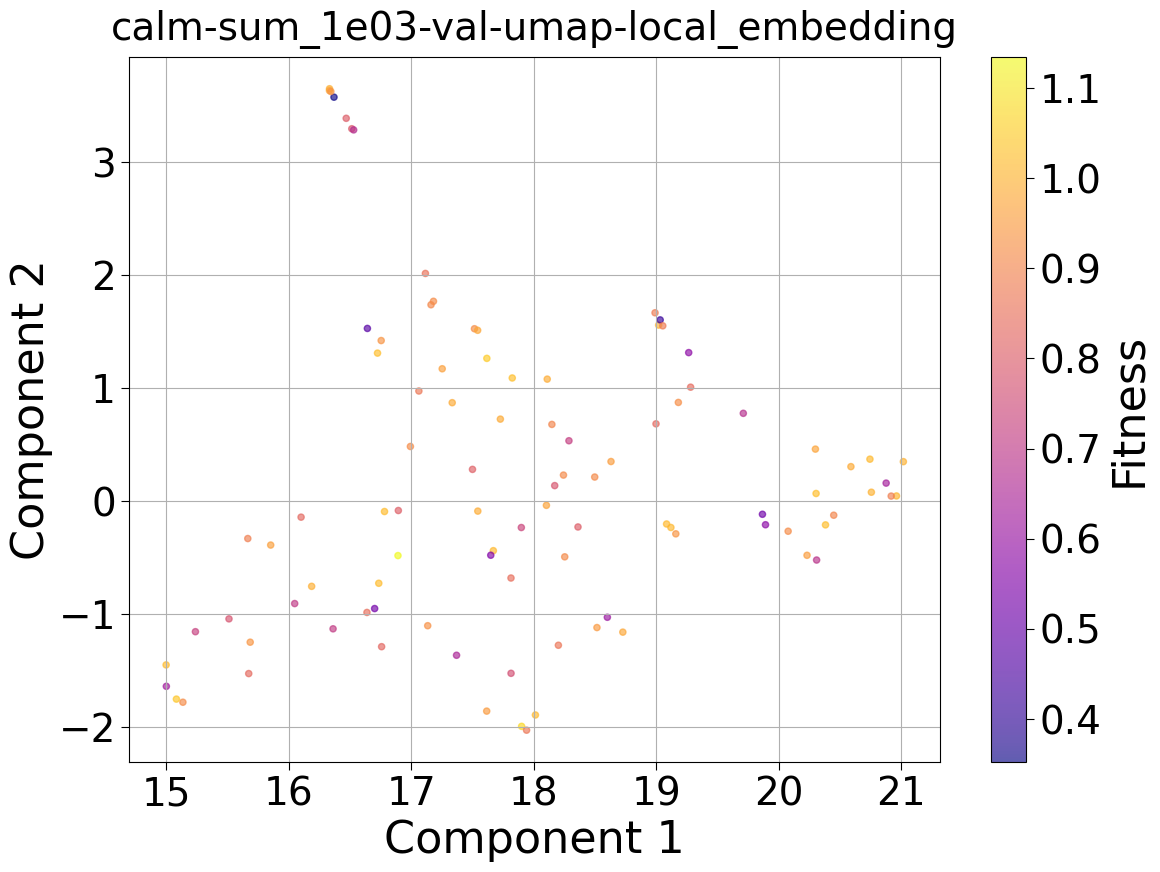 calm-sum_1e03-val-umap-local_embedding
Component 2
3
2
1
0
−1
−2
15 16 17 18 19 20 21
Component 1
1.1
1.0
0.9
0.8
0.7
0.6
0.5
0.4
Fitness